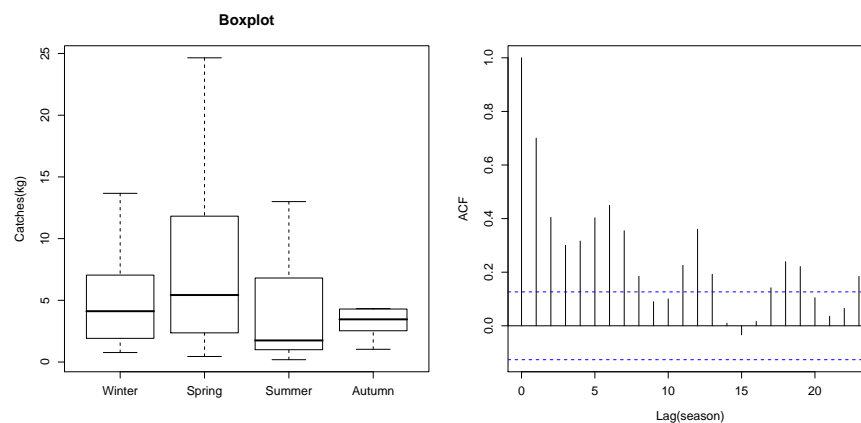 Boxplot
Catches(kg)
25
20
15
10
5
0
Winter Spring Summer Autumn
ACF
1.0
0.8
0.6
0.4
0.2
0.0
0 5 10 15 20
Lag(season)